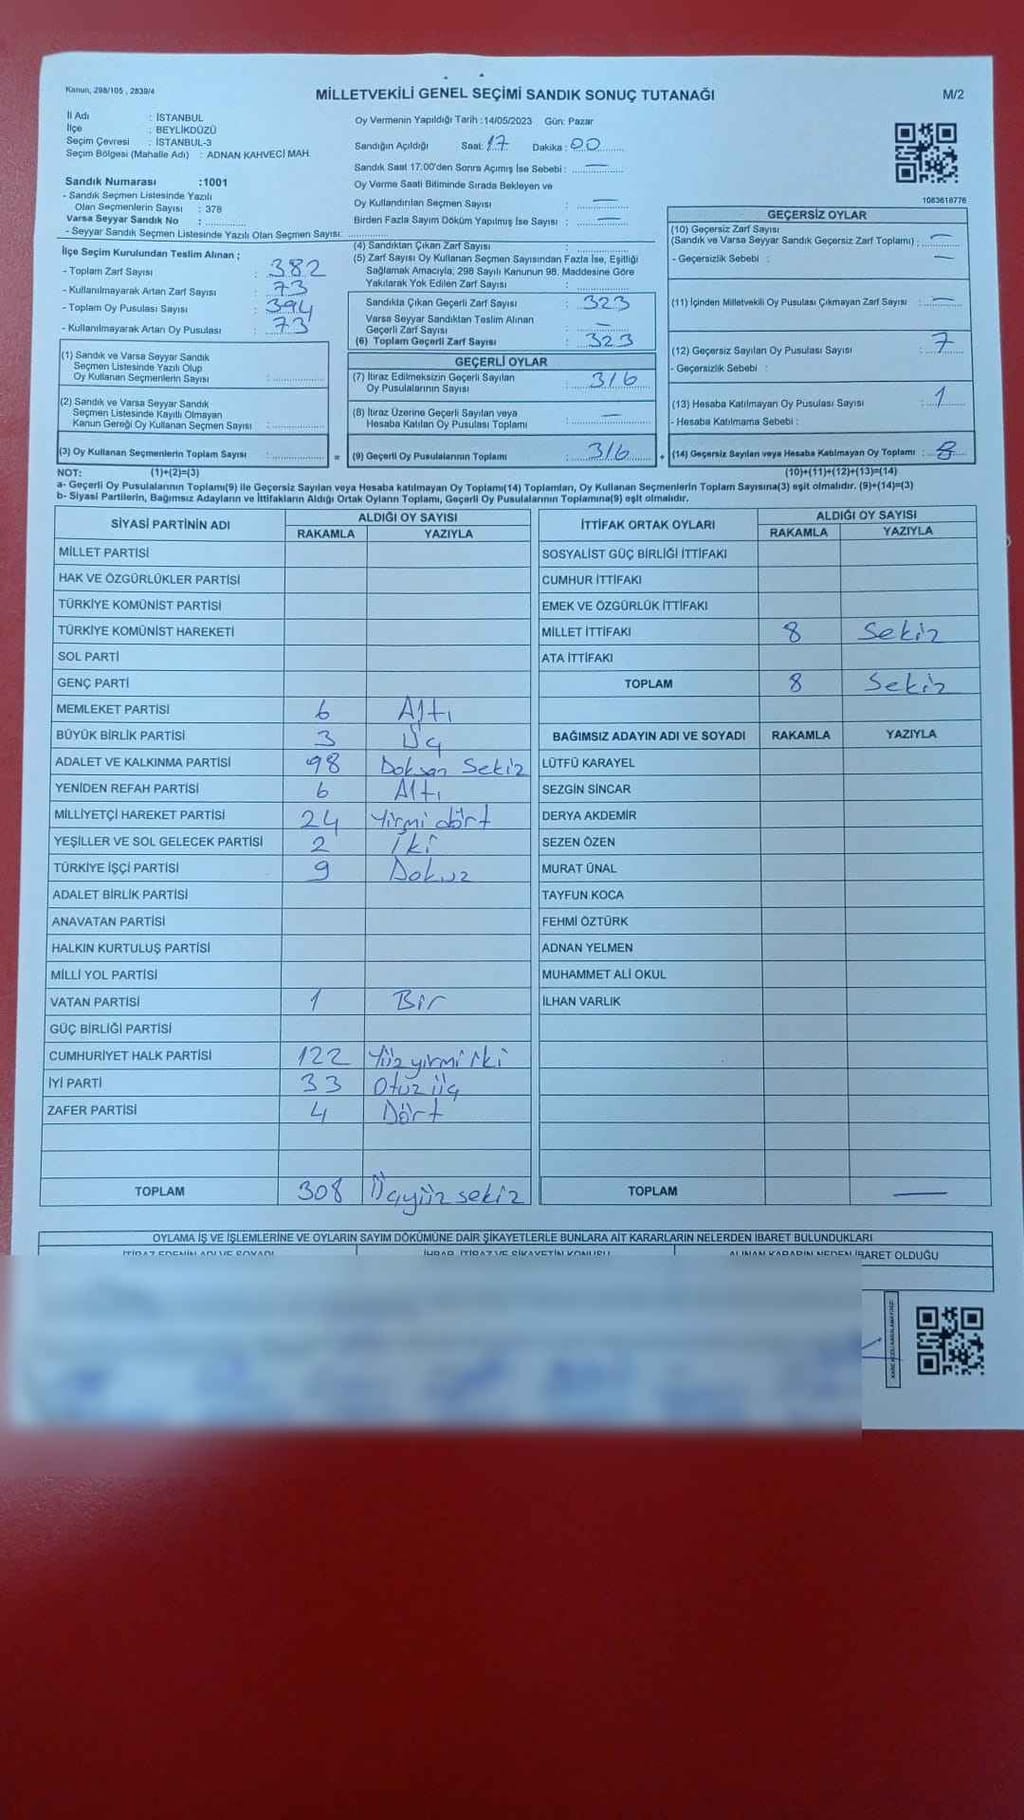 Kanun, 298/105 , 2839/4
MİLLETVEKİLİ GENEL SEÇİMİ SANDIK SONUÇ TUTANAĞI
M/2
İl Adı : İSTANBUL
İlçe : BEYLİKDÜZÜ
Seçim Çevresi : İSTANBUL-3
Seçim Bölgesi (Mahalle Adı) : ADNAN KAHVECİ MAH.
Sandık Numarası :1001
- Sandık Seçmen Listesinde Yazılı
Olan Seçmenlerin Sayısı : 378
Varsa Seyyar Sandık No :
- Seyyar Sandık Seçmen Listesinde Yazılı Olan Seçmen Sayısı:
Oy Vermenin Yapıldığı Tarih :14/05/2023 Gün: Pazar
Sandığın Açıldığı Saat: 17 Dakika : 00
Sandık Saat 17.00'den Sonra Açımış İse Sebebi : —
Oy Verme Saati Bitiminde Sırada Bekleyen ve
Oy Kullandırılan Seçmen Sayısı : —
Birden Fazla Sayım Döküm Yapılmış İse Sayısı : —
1083618776
İlçe Seçim Kurulundan Teslim Alınan ;
- Toplam Zarf Sayısı : 382
- Kullanılmayarak Artan Zarf Sayısı : 73
- Toplam Oy Pusulası Sayısı : 394
- Kullanılmayarak Artan Oy Pusulası : 73
(1) Sandık ve Varsa Seyyar Sandık
Seçmen Listesinde Yazılı Olup
Oy Kullanan Seçmenlerin Sayısı :
(2) Sandık ve Varsa Seyyar Sandık
Seçmen Listesinde Kayıtlı Olmayan
Kanun Gereği Oy Kullanan Seçmen Sayısı :
(3) Oy Kullanan Seçmenlerin Toplam Sayısı :
(4) Sandıktan Çıkan Zarf Sayısı :
(5) Zarf Sayısı Oy Kullanan Seçmen Sayısından Fazla İse, Eşitliği
Sağlamak Amacıyla; 298 Sayılı Kanunun 98. Maddesine Göre
Yakılarak Yok Edilen Zarf Sayısı :
Sandıkta Çıkan Geçerli Zarf Sayısı : 323
Varsa Seyyar Sandıktan Teslim Alınan
Geçerli Zarf Sayısı : —
(6) Toplam Geçerli Zarf Sayısı : 323
GEÇERLİ OYLAR
(7) İtiraz Edilmeksizin Geçerli Sayılan
Oy Pusulalarının Sayısı : 316
(8) İtiraz Üzerine Geçerli Sayılan veya
Hesaba Katılan Oy Pusulası Toplamı : —
= (9) Geçerli Oy Pusulalarının Toplamı : 316 +
GEÇERSİZ OYLAR
(10) Geçersiz Zarf Sayısı
(Sandık ve Varsa Seyyar Sandık Geçersiz Zarf Toplamı) : —
- Geçersizlik Sebebi : —
(11) İçinden Milletvekili Oy Pusulası Çıkmayan Zarf Sayısı : —
(12) Geçersiz Sayılan Oy Pusulası Sayısı : 7
- Geçersizlik Sebebi :
(13) Hesaba Katılmayan Oy Pusulası Sayısı : 1
- Hesaba Katılmama Sebebi :
(14) Geçersiz Sayılan veya Hesaba Katılmayan Oy Toplamı : 8
NOT: (1)+(2)=(3) (10)+(11)+(12)+(13)=(14)
a- Geçerli Oy Pusulalarının Toplamı(9) ile Geçersiz Sayılan veya Hesaba katılmayan Oy Toplamı(14) Toplamları, Oy Kullanan Seçmenlerin Toplam Sayısına(3) eşit olmalıdır. (9)+(14)=(3)
b- Siyasi Partilerin, Bağımsız Adayların ve İttifakların Aldığı Ortak Oyların Toplamı, Geçerli Oy Pusulalarının Toplamına(9) eşit olmalıdır.
SİYASİ PARTİNİN ADI ALDIĞI OY SAYISI
RAKAMLA YAZIYLA
MİLLET PARTİSİ
HAK VE ÖZGÜRLÜKLER PARTİSİ
TÜRKİYE KOMÜNİST PARTİSİ
TÜRKİYE KOMÜNİST HAREKETİ
SOL PARTİ
GENÇ PARTİ
MEMLEKET PARTİSİ 6 Altı
BÜYÜK BİRLİK PARTİSİ 3 Üç
ADALET VE KALKINMA PARTİSİ 98 Doksan Sekiz
YENİDEN REFAH PARTİSİ 6 Altı
MİLLİYETÇİ HAREKET PARTİSİ 24 Yirmi dört
YEŞİLLER VE SOL GELECEK PARTİSİ 2 İki
TÜRKİYE İŞÇİ PARTİSİ 9 Dokuz
ADALET BİRLİK PARTİSİ
ANAVATAN PARTİSİ
HALKIN KURTULUŞ PARTİSİ
MİLLİ YOL PARTİSİ
VATAN PARTİSİ 1 Bir
GÜÇ BİRLİĞİ PARTİSİ
CUMHURİYET HALK PARTİSİ 122 Yüz yirmi iki
İYİ PARTİ 33 Otuz üç
ZAFER PARTİSİ 4 Dört
TOPLAM 308 Üçyüz sekiz
İTTİFAK ORTAK OYLARI ALDIĞI OY SAYISI
RAKAMLA YAZIYLA
SOSYALİST GÜÇ BİRLİĞİ İTTİFAKI
CUMHUR İTTİFAKI
EMEK VE ÖZGÜRLÜK İTTİFAKI
MİLLET İTTİFAKI 8 Sekiz
ATA İTTİFAKI
TOPLAM 8 Sekiz
BAĞIMSIZ ADAYIN ADI VE SOYADI RAKAMLA YAZIYLA
LÜTFÜ KARAYEL
SEZGİN SİNCAR
DERYA AKDEMİR
SEZEN ÖZEN
MURAT ÜNAL
TAYFUN KOCA
FEHMİ ÖZTÜRK
ADNAN YELMEN
MUHAMMET ALİ OKUL
İLHAN VARLIK
TOPLAM —
OYLAMA İŞ VE İŞLEMLERİNE VE OYLARIN SAYIM DÖKÜMÜNE DAİR ŞİKAYETLERLE BUNLARA AİT KARARLARIN NELERDEN İBARET BULUNDUKLARI
İTİRAZ EDENİN ADI VE SOYADI İHBAR, İTİRAZ VE ŞİKAYETİN KONUSU ALINAN KARARIN NEDEN İBARET OLDUĞU